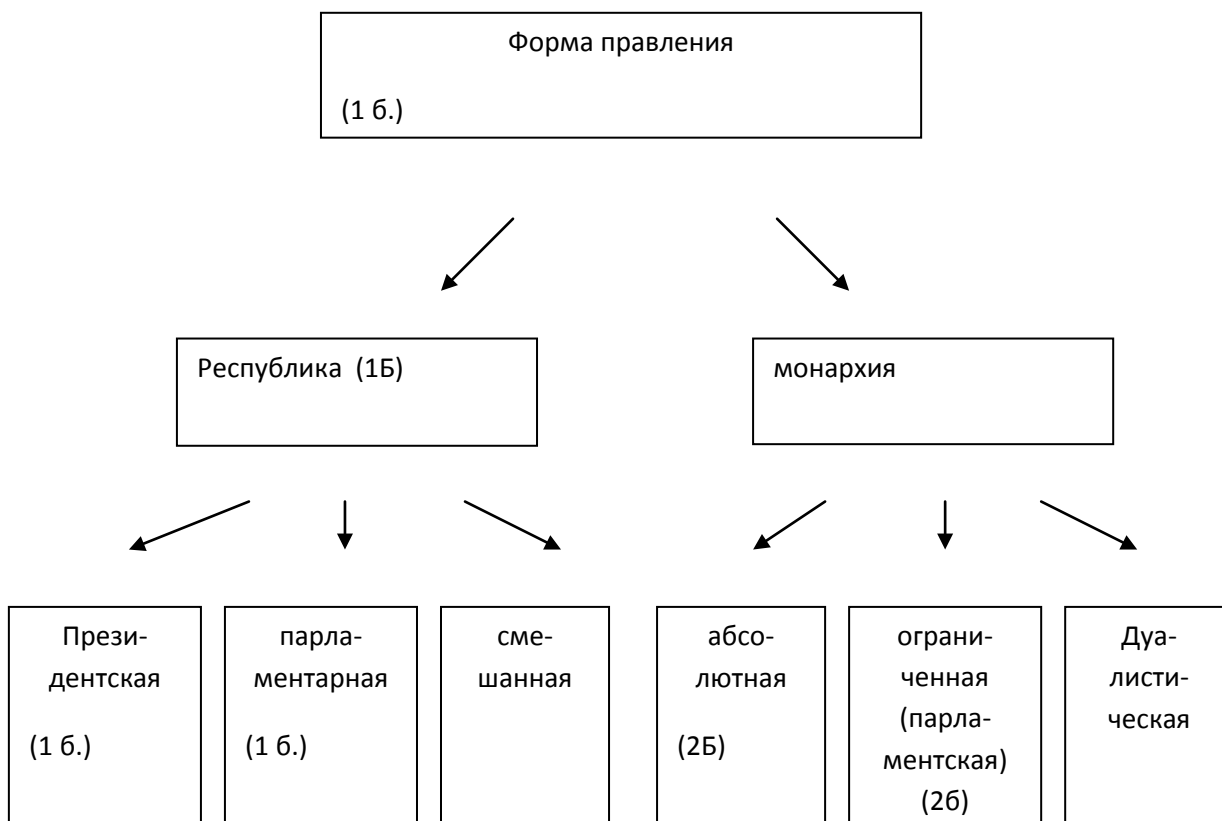 Форма правления
(1 б.)
Республика (1Б)
монархия
Прези-
дентская
(1 б.)
парла-
ментарная
(1 б.)
сме-
шанная
абсо-
лютная
(2Б)
ограни-
ченная
(парла-
ментская)
(2б)
Дуа-
листи-
ческая